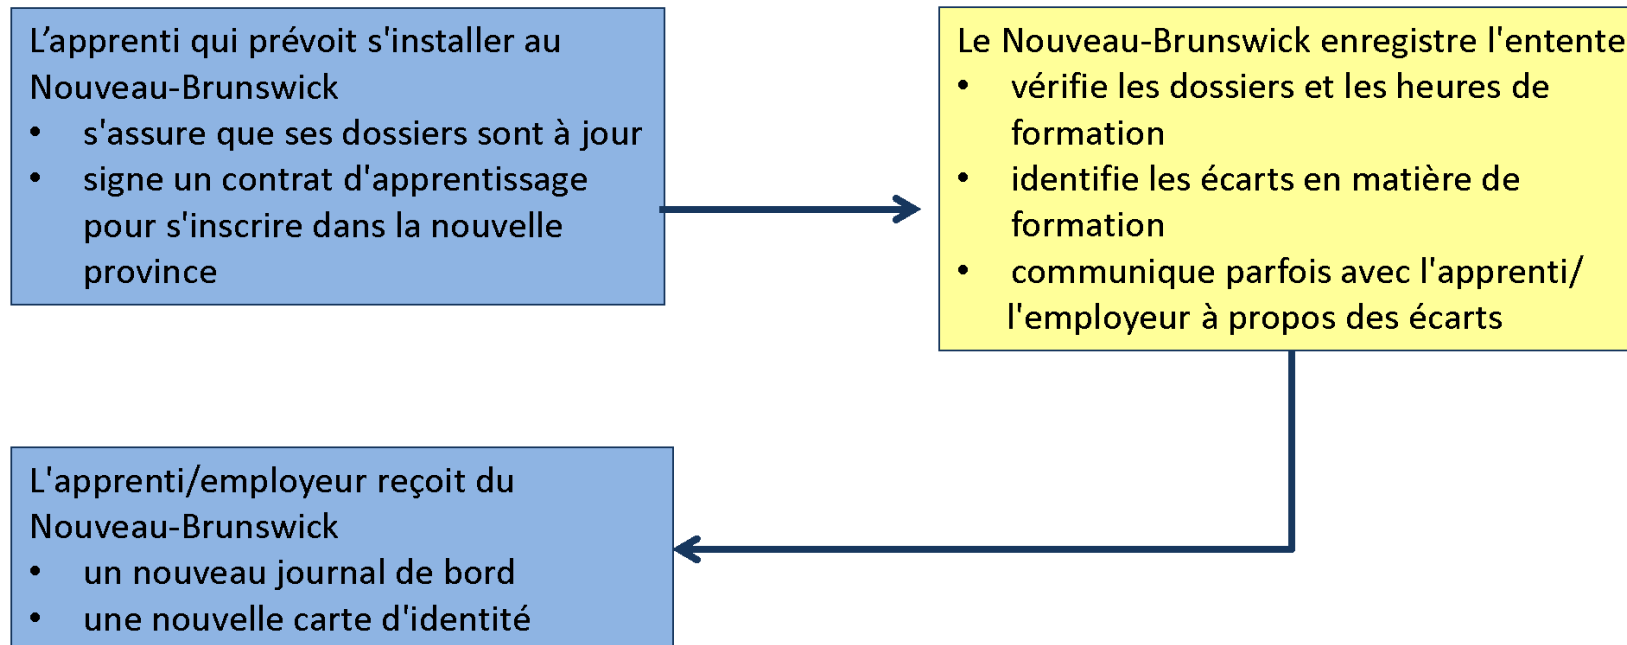 L’apprenti qui prévoit s'installer au
Nouveau-Brunswick
• s'assure que ses dossiers sont à jour
• signe un contrat d'apprentissage
pour s'inscrire dans la nouvelle
province
Le Nouveau-Brunswick enregistre l'entente
• vérifie les dossiers et les heures de
formation
• identifie les écarts en matière de
formation
• communique parfois avec l'apprenti/
l'employeur à propos des écarts
L'apprenti/employeur reçoit du
Nouveau-Brunswick
• un nouveau journal de bord
• une nouvelle carte d'identité